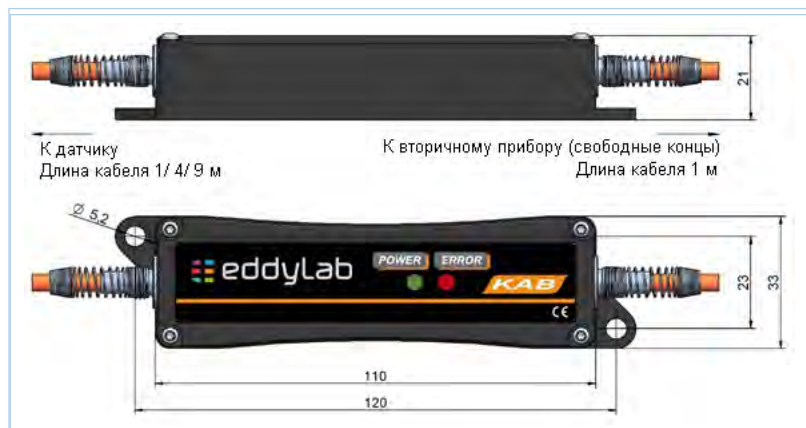 21
К датчику
Длина кабеля 1/ 4/ 9 м
К вторичному прибору (свободные концы)
Длина кабеля 1 м
Ø 5,2
eddyLab
POWER
ERROR
KAB
CE
23
33
110
120